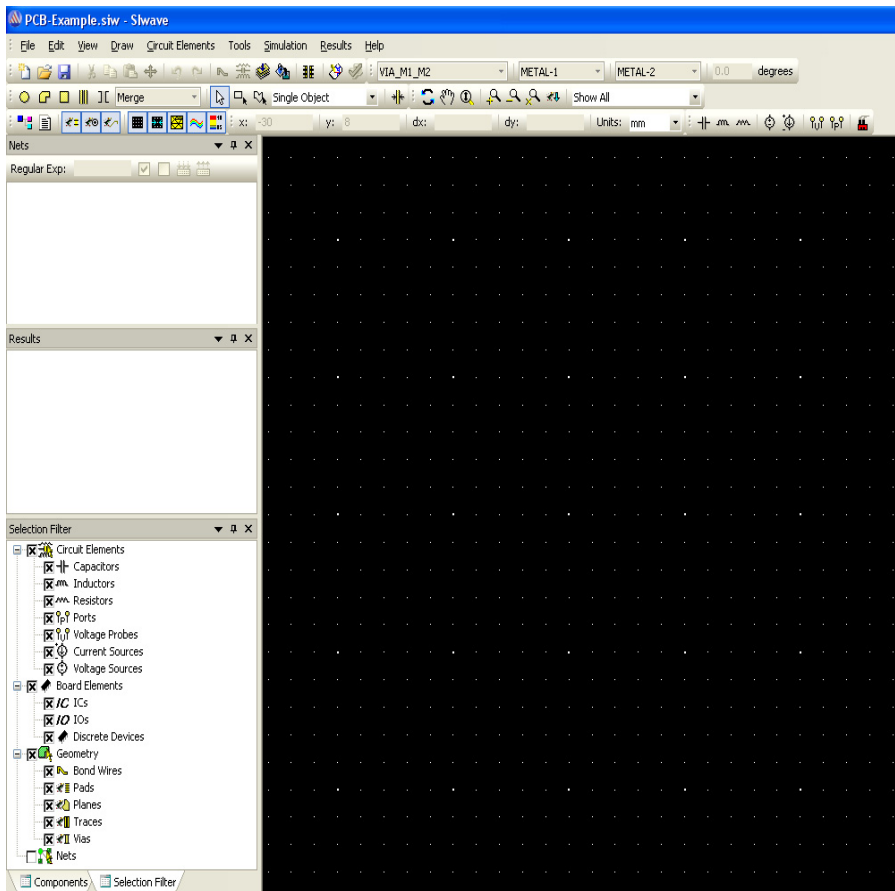 PCB-Example.siw - SIwave
File Edit View Draw Circuit Elements Tools Simulation Results Help
VIA_M1_M2 METAL-1 METAL-2 0.0 degrees
Merge Single Object Show All
x: -30 y: 8 dx: dy: Units: mm
Nets
Regular Exp:
Results
Selection Filter
Circuit Elements
Capacitors
Inductors
Resistors
Ports
Voltage Probes
Current Sources
Voltage Sources
Board Elements
IC ICs
IO IOs
Discrete Devices
Geometry
Bond Wires
Pads
Planes
Traces
Vias
Nets
Components Selection Filter